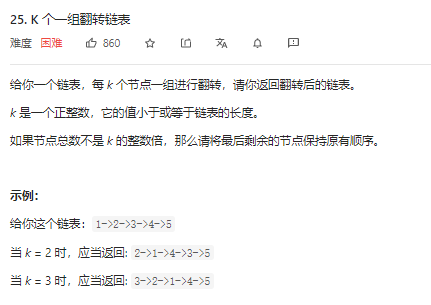 25. K 个一组翻转链表
难度 困难 860
给你一个链表，每 k 个节点一组进行翻转，请你返回翻转后的链表。
k 是一个正整数，它的值小于或等于链表的长度。
如果节点总数不是 k 的整数倍，那么请将最后剩余的节点保持原有顺序。
示例：
给你这个链表：1->2->3->4->5
当 k = 2 时，应当返回: 2->1->4->3->5
当 k = 3 时，应当返回: 3->2->1->4->5